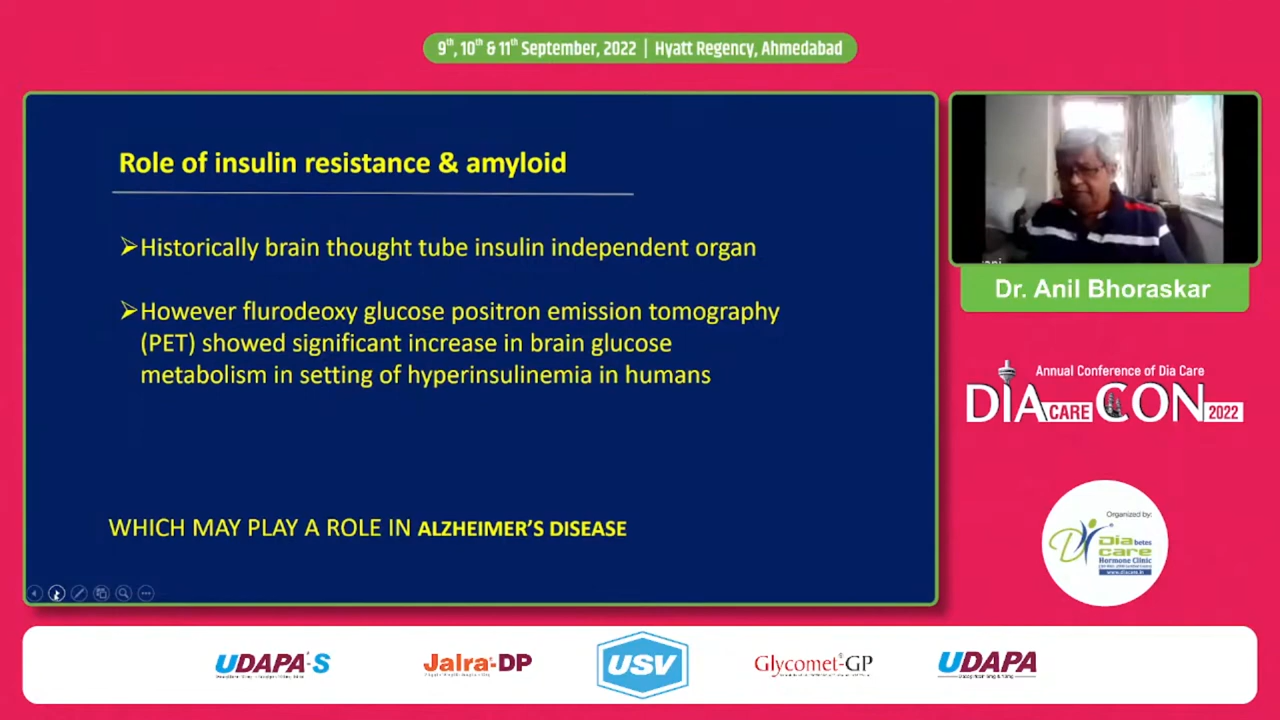 9th, 10th & 11th September, 2022 | Hyatt Regency, Ahmedabad
Role of insulin resistance & amyloid
➢Historically brain thought tube insulin independent organ
➢However flurodeoxy glucose positron emission tomography
(PET) showed significant increase in brain glucose
metabolism in setting of hyperinsulinemia in humans
WHICH MAY PLAY A ROLE IN ALZHEIMER'S DISEASE
Dr. Anil Bhoraskar
Annual Conference of Dia Care
DIA CARE CON 2022
Organized by:
Diabetes
care
Hormone Clinic
www.diacare.in
UDAPA-S
Jalra-DP
USV
Glycomet-GP
UDAPA